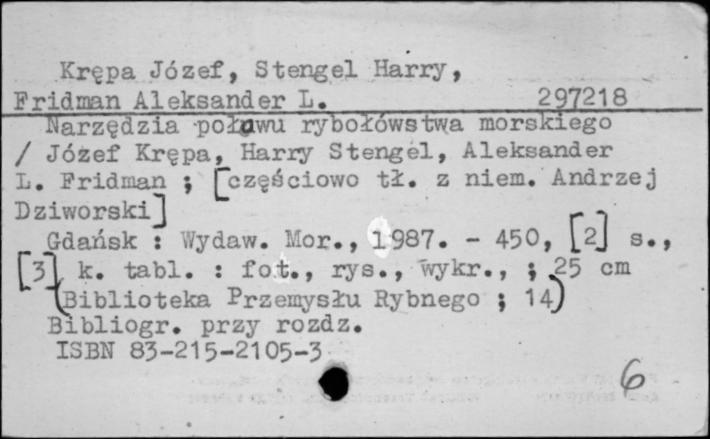 Krępa Józef, Stengel Harry,
Fridman Aleksander L. 297218
Narzędzia połowu rybołówstwa morskiego
/ Józef Krępa, Harry Stengel, Aleksander
L. Fridman ; [częściowo tł. z niem. Andrzej
Dziworski]
Gdańsk : Wydaw. Mor., 1987. - 450, [2] s.,
[3] k. tabl. : fot., rys., wykr., ; 25 cm
(Biblioteka Przemysłu Rybnego ; 14)
Bibliogr. przy rozdz.
ISBN 83-215-2105-3
6